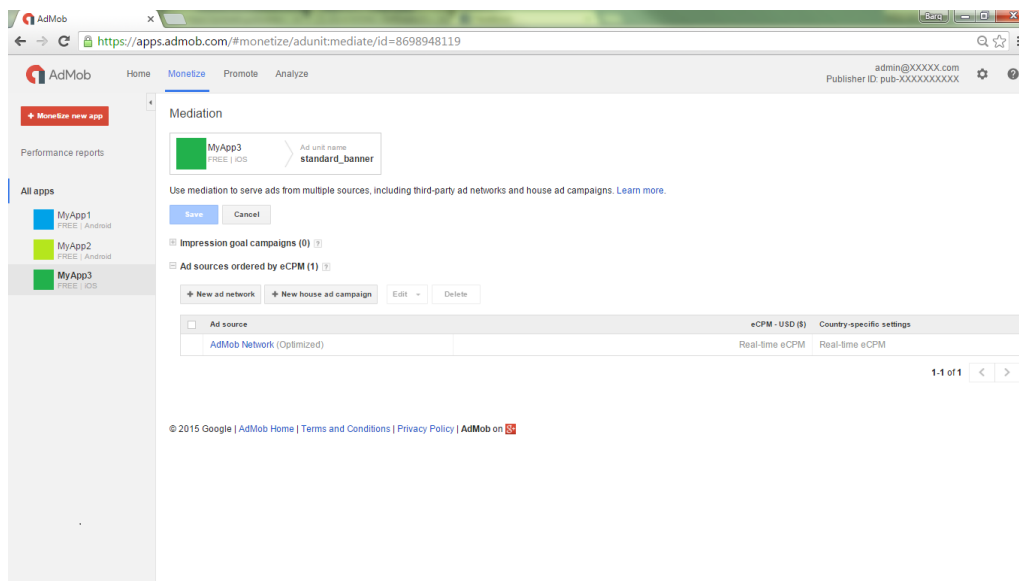 AdMob
Barq
https://apps.admob.com/#monetize/adunit:mediate/id=8698948119
AdMob Home Monetize Promote Analyze
admin@XXXXX.com
Publisher ID: pub-XXXXXXXXXX
+ Monetize new app
Performance reports
All apps
MyApp1
FREE | Android
MyApp2
FREE | Android
MyApp3
FREE | iOS
Mediation
MyApp3
FREE | iOS
Ad unit name
standard_banner
Use mediation to serve ads from multiple sources, including third-party ad networks and house ad campaigns. Learn more.
Save Cancel
Impression goal campaigns (0) ?
Ad sources ordered by eCPM (1) ?
+ New ad network + New house ad campaign Edit Delete
Ad source eCPM - USD ($) Country-specific settings
AdMob Network (Optimized) Real-time eCPM Real-time eCPM
1-1 of 1
© 2015 Google | AdMob Home | Terms and Conditions | Privacy Policy | AdMob on g+